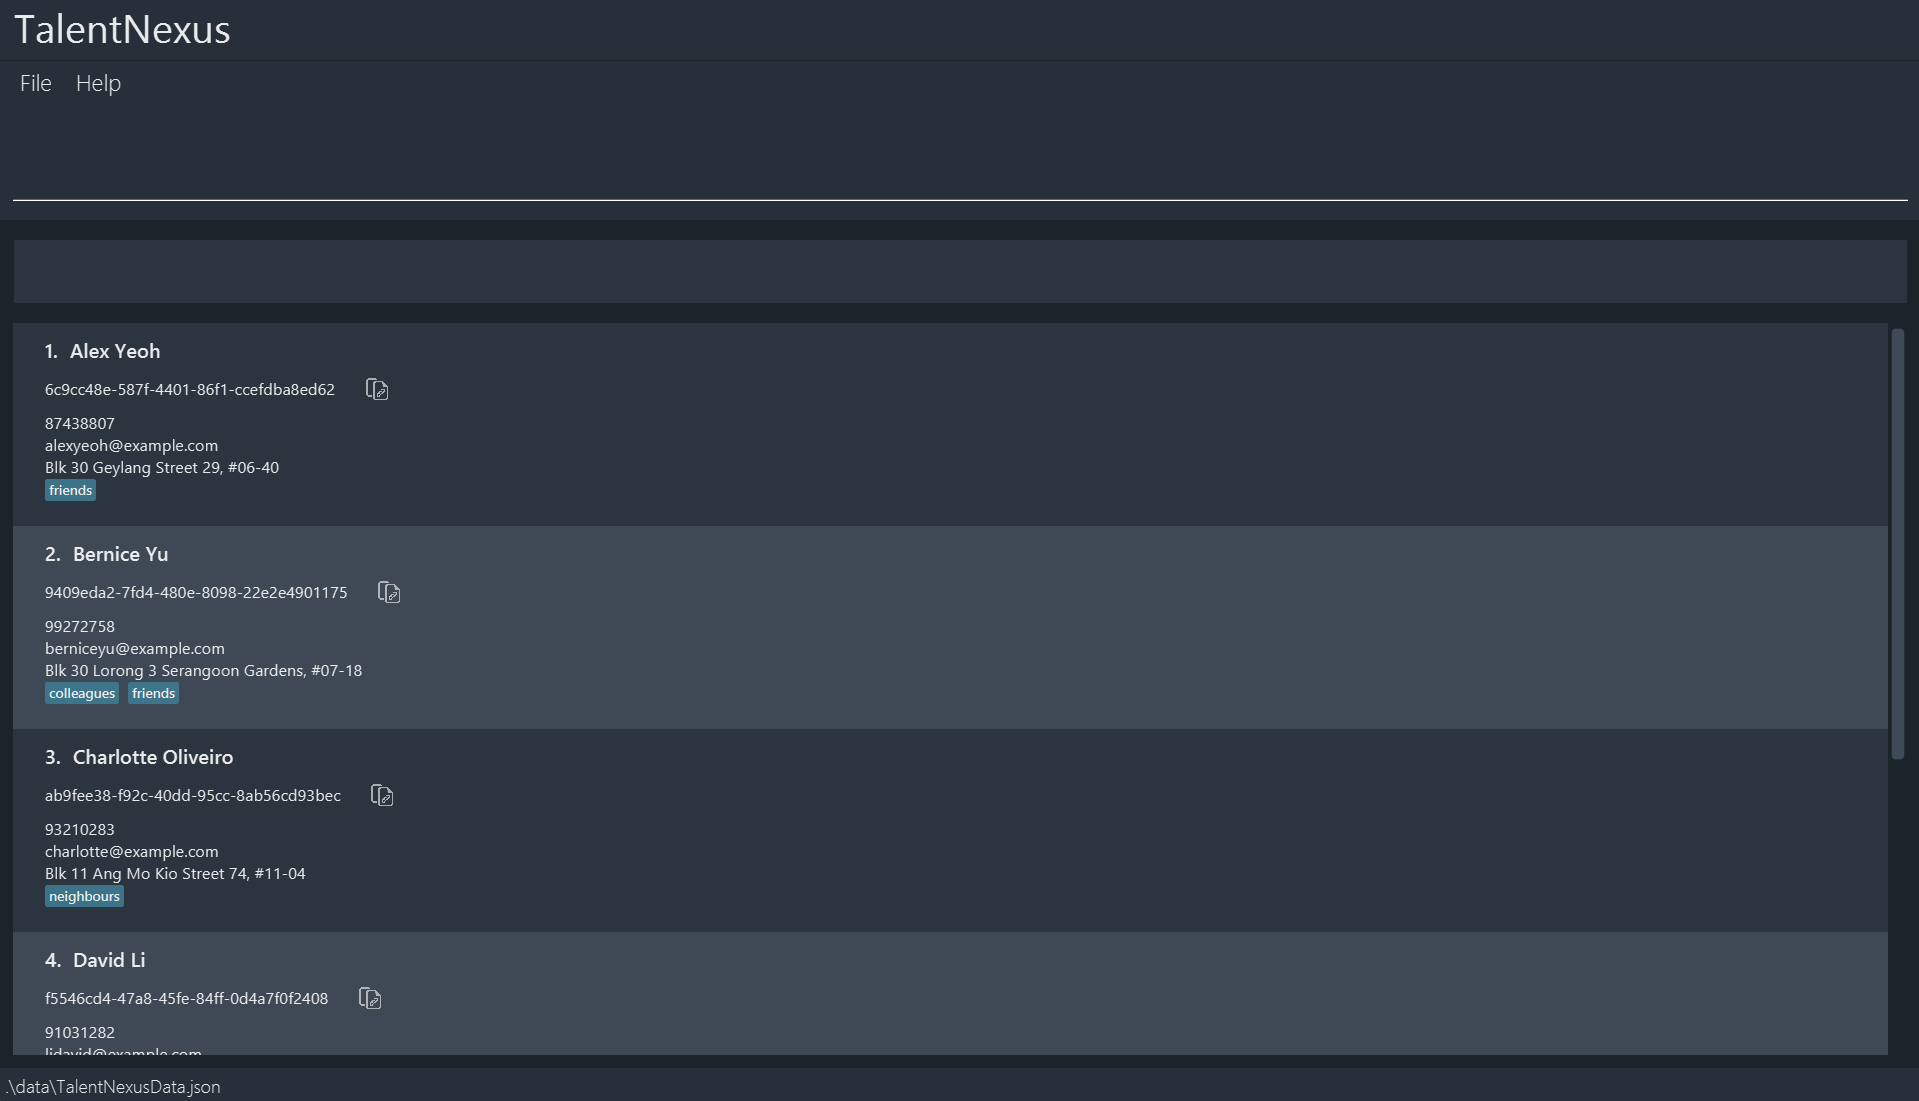 TalentNexus
File Help
1. Alex Yeoh
6c9cc48e-587f-4401-86f1-ccefdba8ed62
87438807
alexyeoh@example.com
Blk 30 Geylang Street 29, #06-40
friends
2. Bernice Yu
9409eda2-7fd4-480e-8098-22e2e4901175
99272758
berniceyu@example.com
Blk 30 Lorong 3 Serangoon Gardens, #07-18
colleagues friends
3. Charlotte Oliveiro
ab9fee38-f92c-40dd-95cc-8ab56cd93bec
93210283
charlotte@example.com
Blk 11 Ang Mo Kio Street 74, #11-04
neighbours
4. David Li
f5546cd4-47a8-45fe-84ff-0d4a7f0f2408
91031282
lidavid@example.com
.\data\TalentNexusData.json